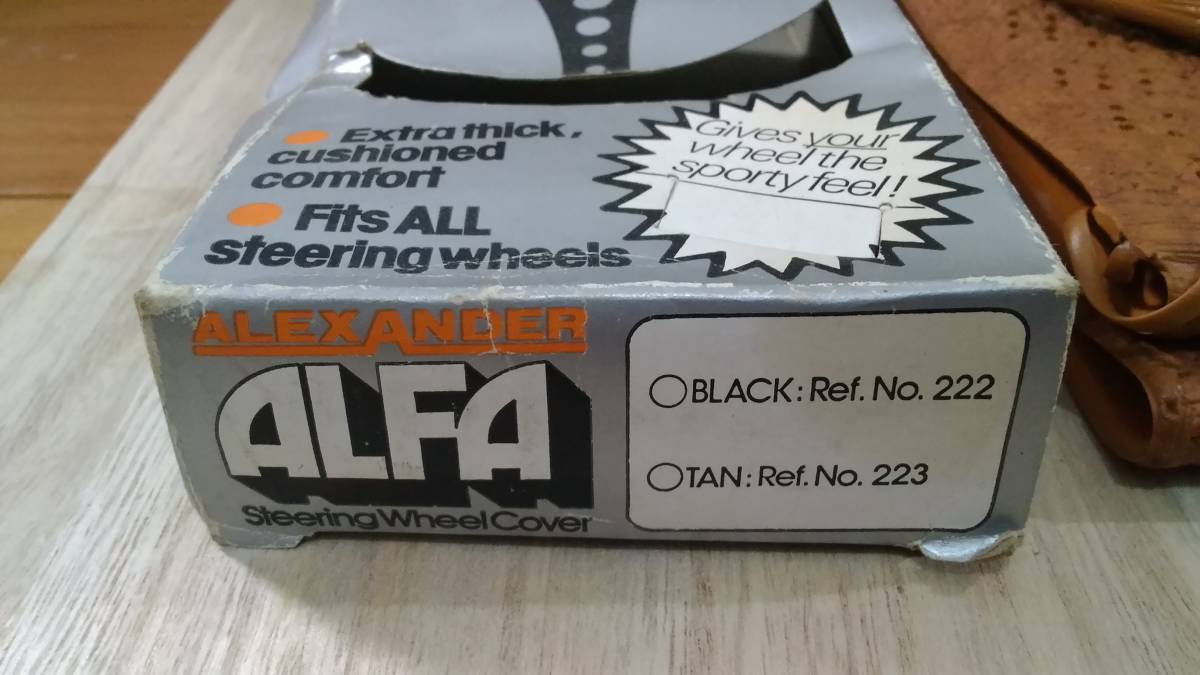 Extra thick,
cushioned
comfort
Fits ALL
steering wheels
Gives your
wheel the
sporty feel!
ALEXANDER
ALFA
Steering Wheel Cover
BLACK: Ref. No. 222
TAN: Ref. No. 223